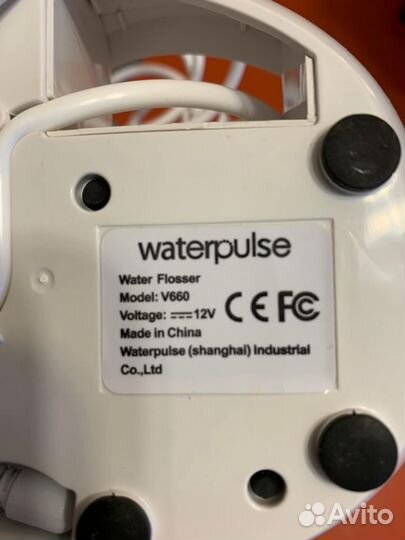 waterpulse
Water Flosser
Model: V660
Voltage: ⎓12V CE FC
Made in China
Waterpulse (shanghai) Industrial
Co.,Ltd
Avito